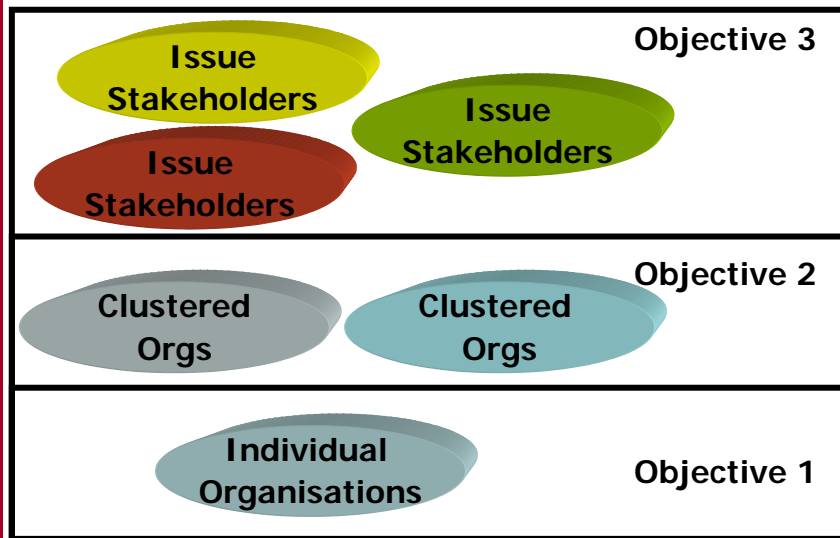 Objective 3
Issue
Stakeholders
Issue
Stakeholders
Issue
Stakeholders
Objective 2
Clustered
Orgs
Clustered
Orgs
Individual
Organisations
Objective 1